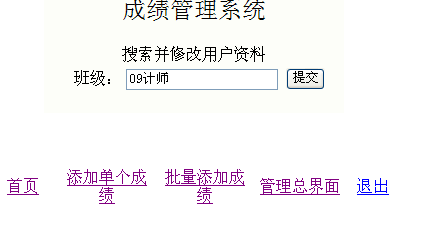 成绩管理系统
搜索并修改用户资料
班级： 09计师 提交
首页 添加单个成绩 批量添加成绩 管理总界面 退出